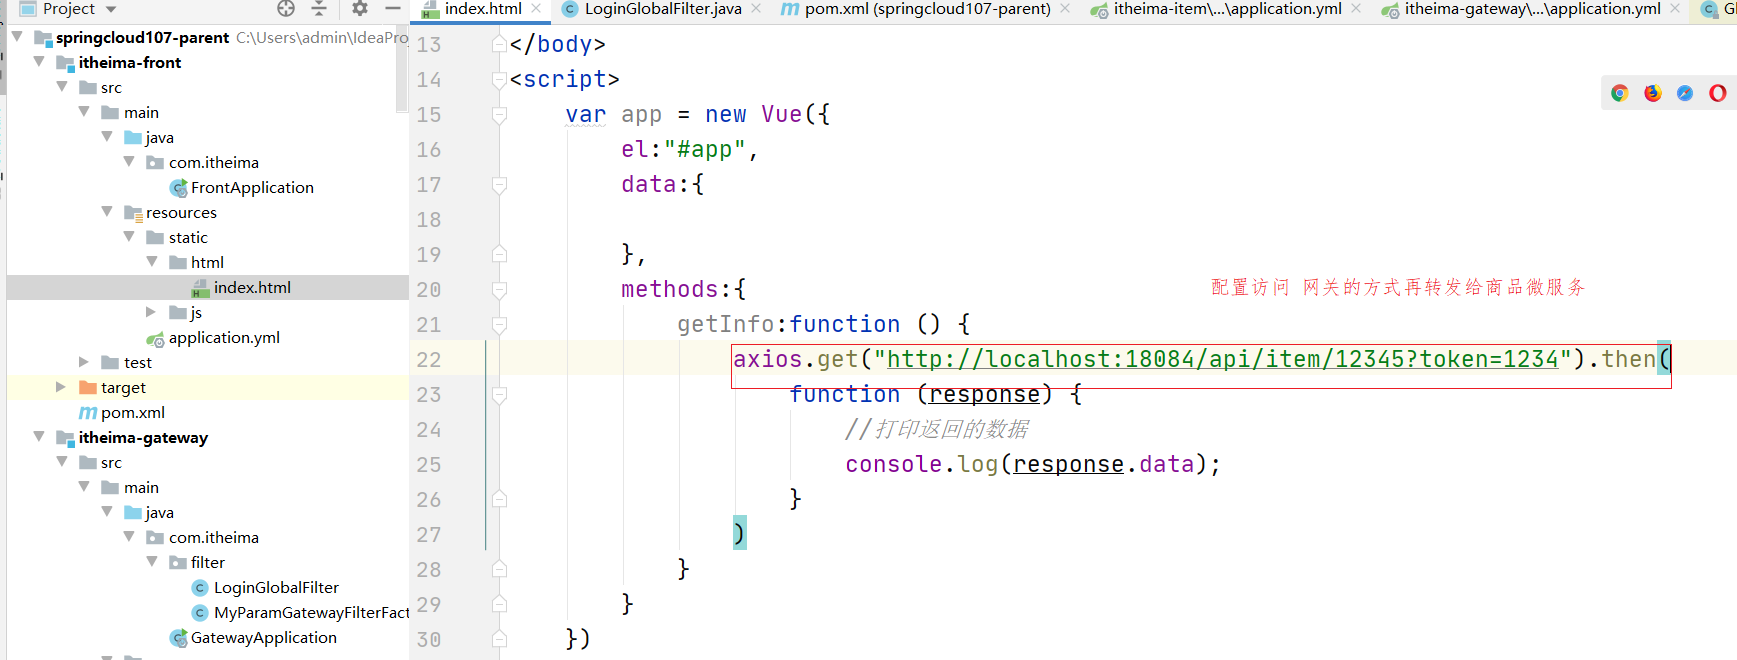 Project
index.html
LoginGlobalFilter.java
pom.xml (springcloud107-parent)
itheima-item\...\application.yml
itheima-gateway\...\application.yml
springcloud107-parent C:\Users\admin\IdeaPro
itheima-front
src
main
java
com.itheima
FrontApplication
resources
static
html
index.html
js
application.yml
test
target
pom.xml
itheima-gateway
src
main
java
com.itheima
filter
LoginGlobalFilter
MyParamGatewayFilterFact
GatewayApplication
13 </body>
14 <script>
15 var app = new Vue({
16 el:"#app",
17 data:{
18
19 },
20 methods:{
配置访问 网关的方式再转发给商品微服务
21 getInfo:function () {
22 axios.get("http://localhost:18084/api/item/12345?token=1234").then(
23 function (response) {
24 //打印返回的数据
25 console.log(response.data);
26 }
27 )
28 }
29 }
30 })